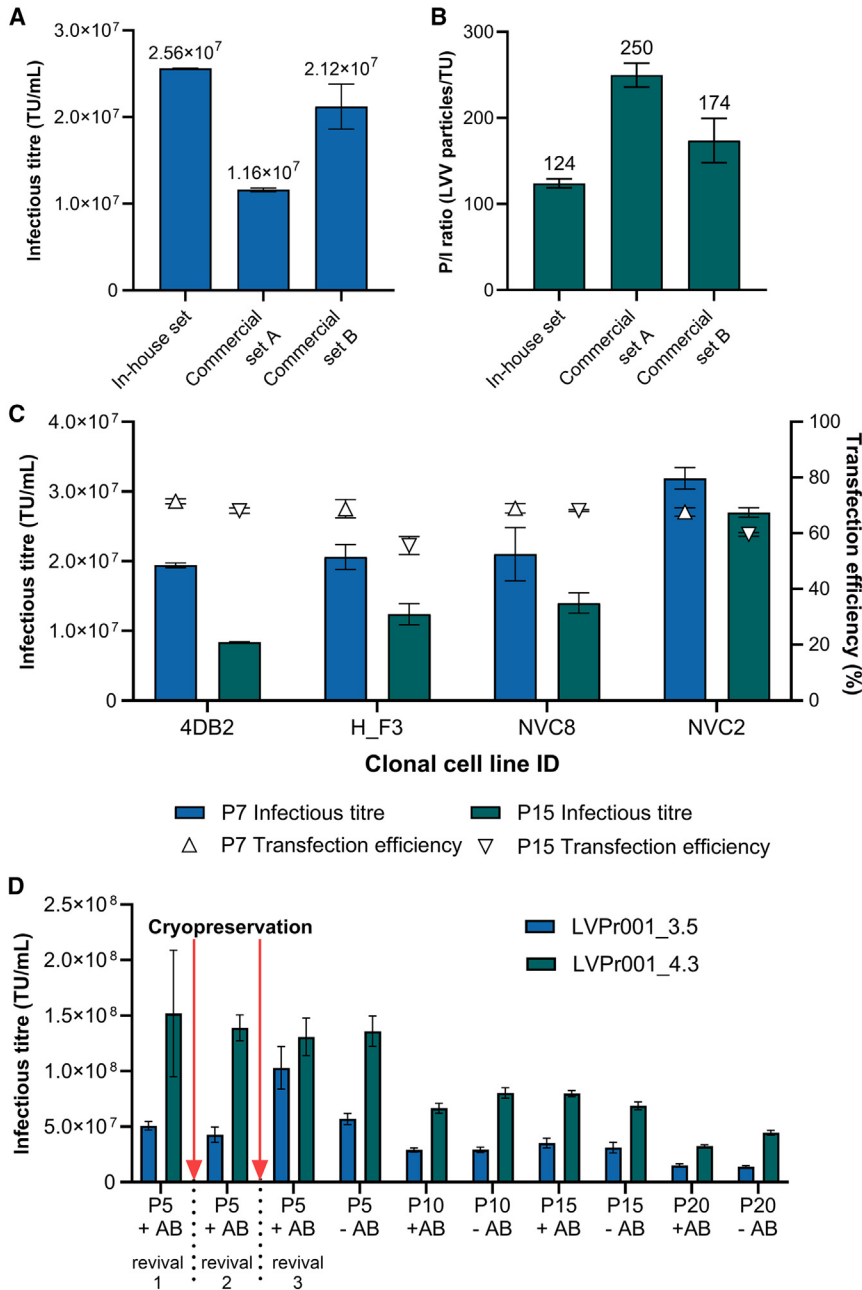 A
Infectious titre (TU/mL)
3.0×10⁷
2.0×10⁷
1.0×10⁷
0
2.56×10⁷
1.16×10⁷
2.12×10⁷
In-house set
Commercial
set A
Commercial
set B
B
P/I ratio (LVV particles/TU)
300
200
100
0
124
250
174
In-house set
Commercial
set A
Commercial
set B
C
Infectious titre (TU/mL)
4.0×10⁷
3.0×10⁷
2.0×10⁷
1.0×10⁷
0
100
80
60
40
20
0
Transfection efficiency (%)
4DB2
H_F3
NVC8
NVC2
Clonal cell line ID
P7 Infectious titre
P15 Infectious titre
P7 Transfection efficiency
P15 Transfection efficiency
D
Infectious titre (TU/mL)
2.5×10⁸
2.0×10⁸
1.5×10⁸
1.0×10⁸
5.0×10⁷
0
Cryopreservation
LVPr001_3.5
LVPr001_4.3
P5 P5 P5 P5 P10 P10 P15 P15 P20 P20
+ AB + AB + AB - AB +AB - AB + AB - AB +AB - AB
revival revival revival
1 2 3